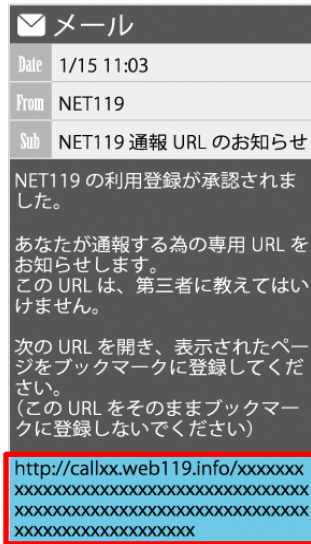 メール
Date 1/15 11:03
From NET119
Sub NET119 通報 URL のお知らせ
NET119 の利用登録が承認されま
した。
あなたが通報する為の専用 URL を
お知らせします。
この URL は、第三者に教えてはい
けません。
次の URL を開き、表示されたペー
ジをブックマークに登録してくだ
さい。
(この URL をそのままブックマー
クに登録しないでください)
http://callxx.web119.info/xxxxxxx
xxxxxxxxxxxxxxxxxxxxxxxxxxxxxxx
xxxxxxxxxxxxxxxxxxxxxxxxxxxxxxx
xxxxxxxxxxxxxxxxxxx